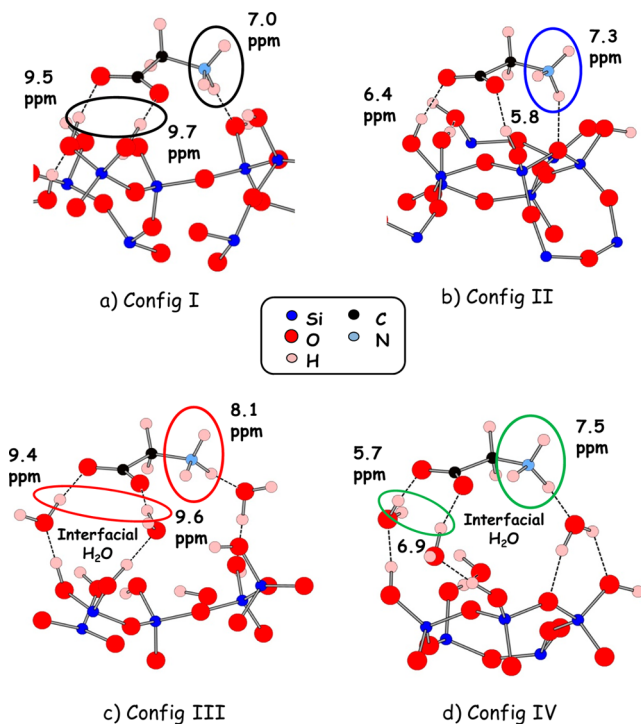 7.0
ppm
9.5
ppm
9.7
ppm
a) Config I
7.3
ppm
6.4
ppm
5.8
b) Config II
Si
C
O
N
H
8.1
ppm
9.4
ppm
9.6
ppm
Interfacial
H₂O
c) Config III
7.5
ppm
5.7
ppm
Interfacial
H₂O
6.9
d) Config IV